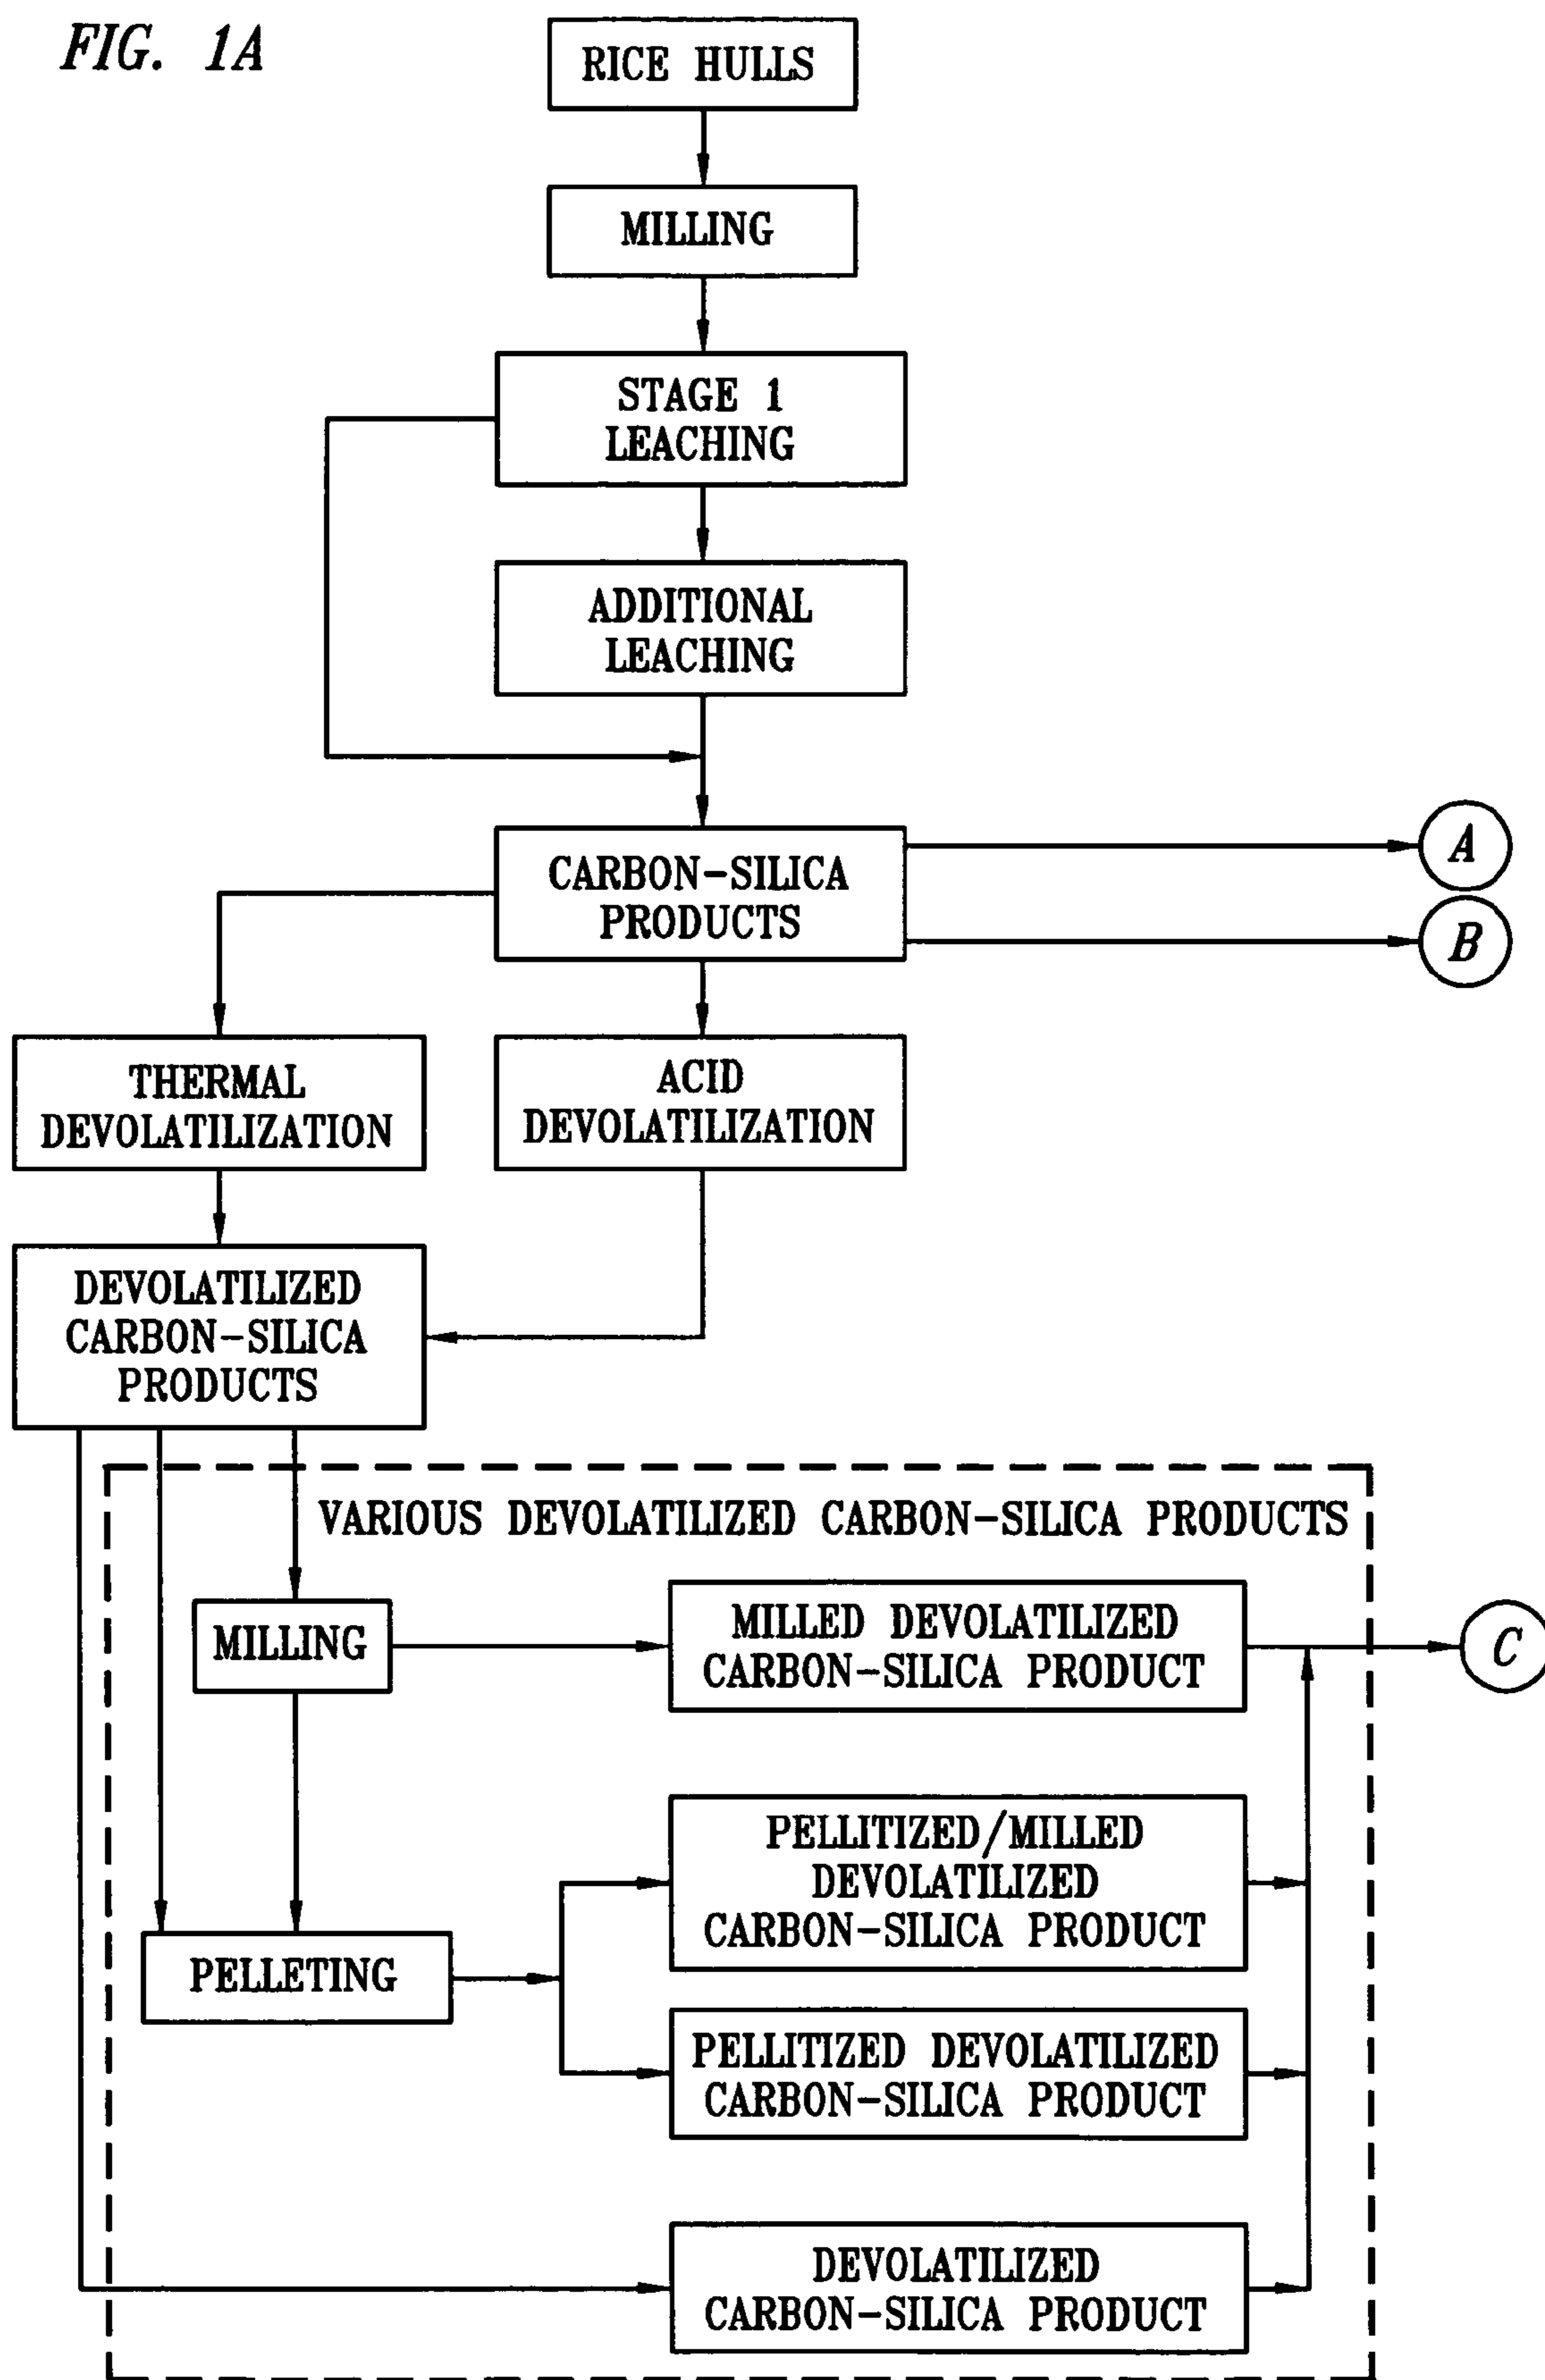 FIG. 1A
RICE HULLS
MILLING
STAGE 1
LEACHING
ADDITIONAL
LEACHING
CARBON-SILICA
PRODUCTS
A
B
THERMAL
DEVOLATILIZATION
ACID
DEVOLATILIZATION
DEVOLATILIZED
CARBON-SILICA
PRODUCTS
VARIOUS DEVOLATILIZED CARBON-SILICA PRODUCTS
MILLING
MILLED DEVOLATILIZED
CARBON-SILICA PRODUCT
C
PELLITIZED/MILLED
DEVOLATILIZED
CARBON-SILICA PRODUCT
PELLETING
PELLITIZED DEVOLATILIZED
CARBON-SILICA PRODUCT
DEVOLATILIZED
CARBON-SILICA PRODUCT